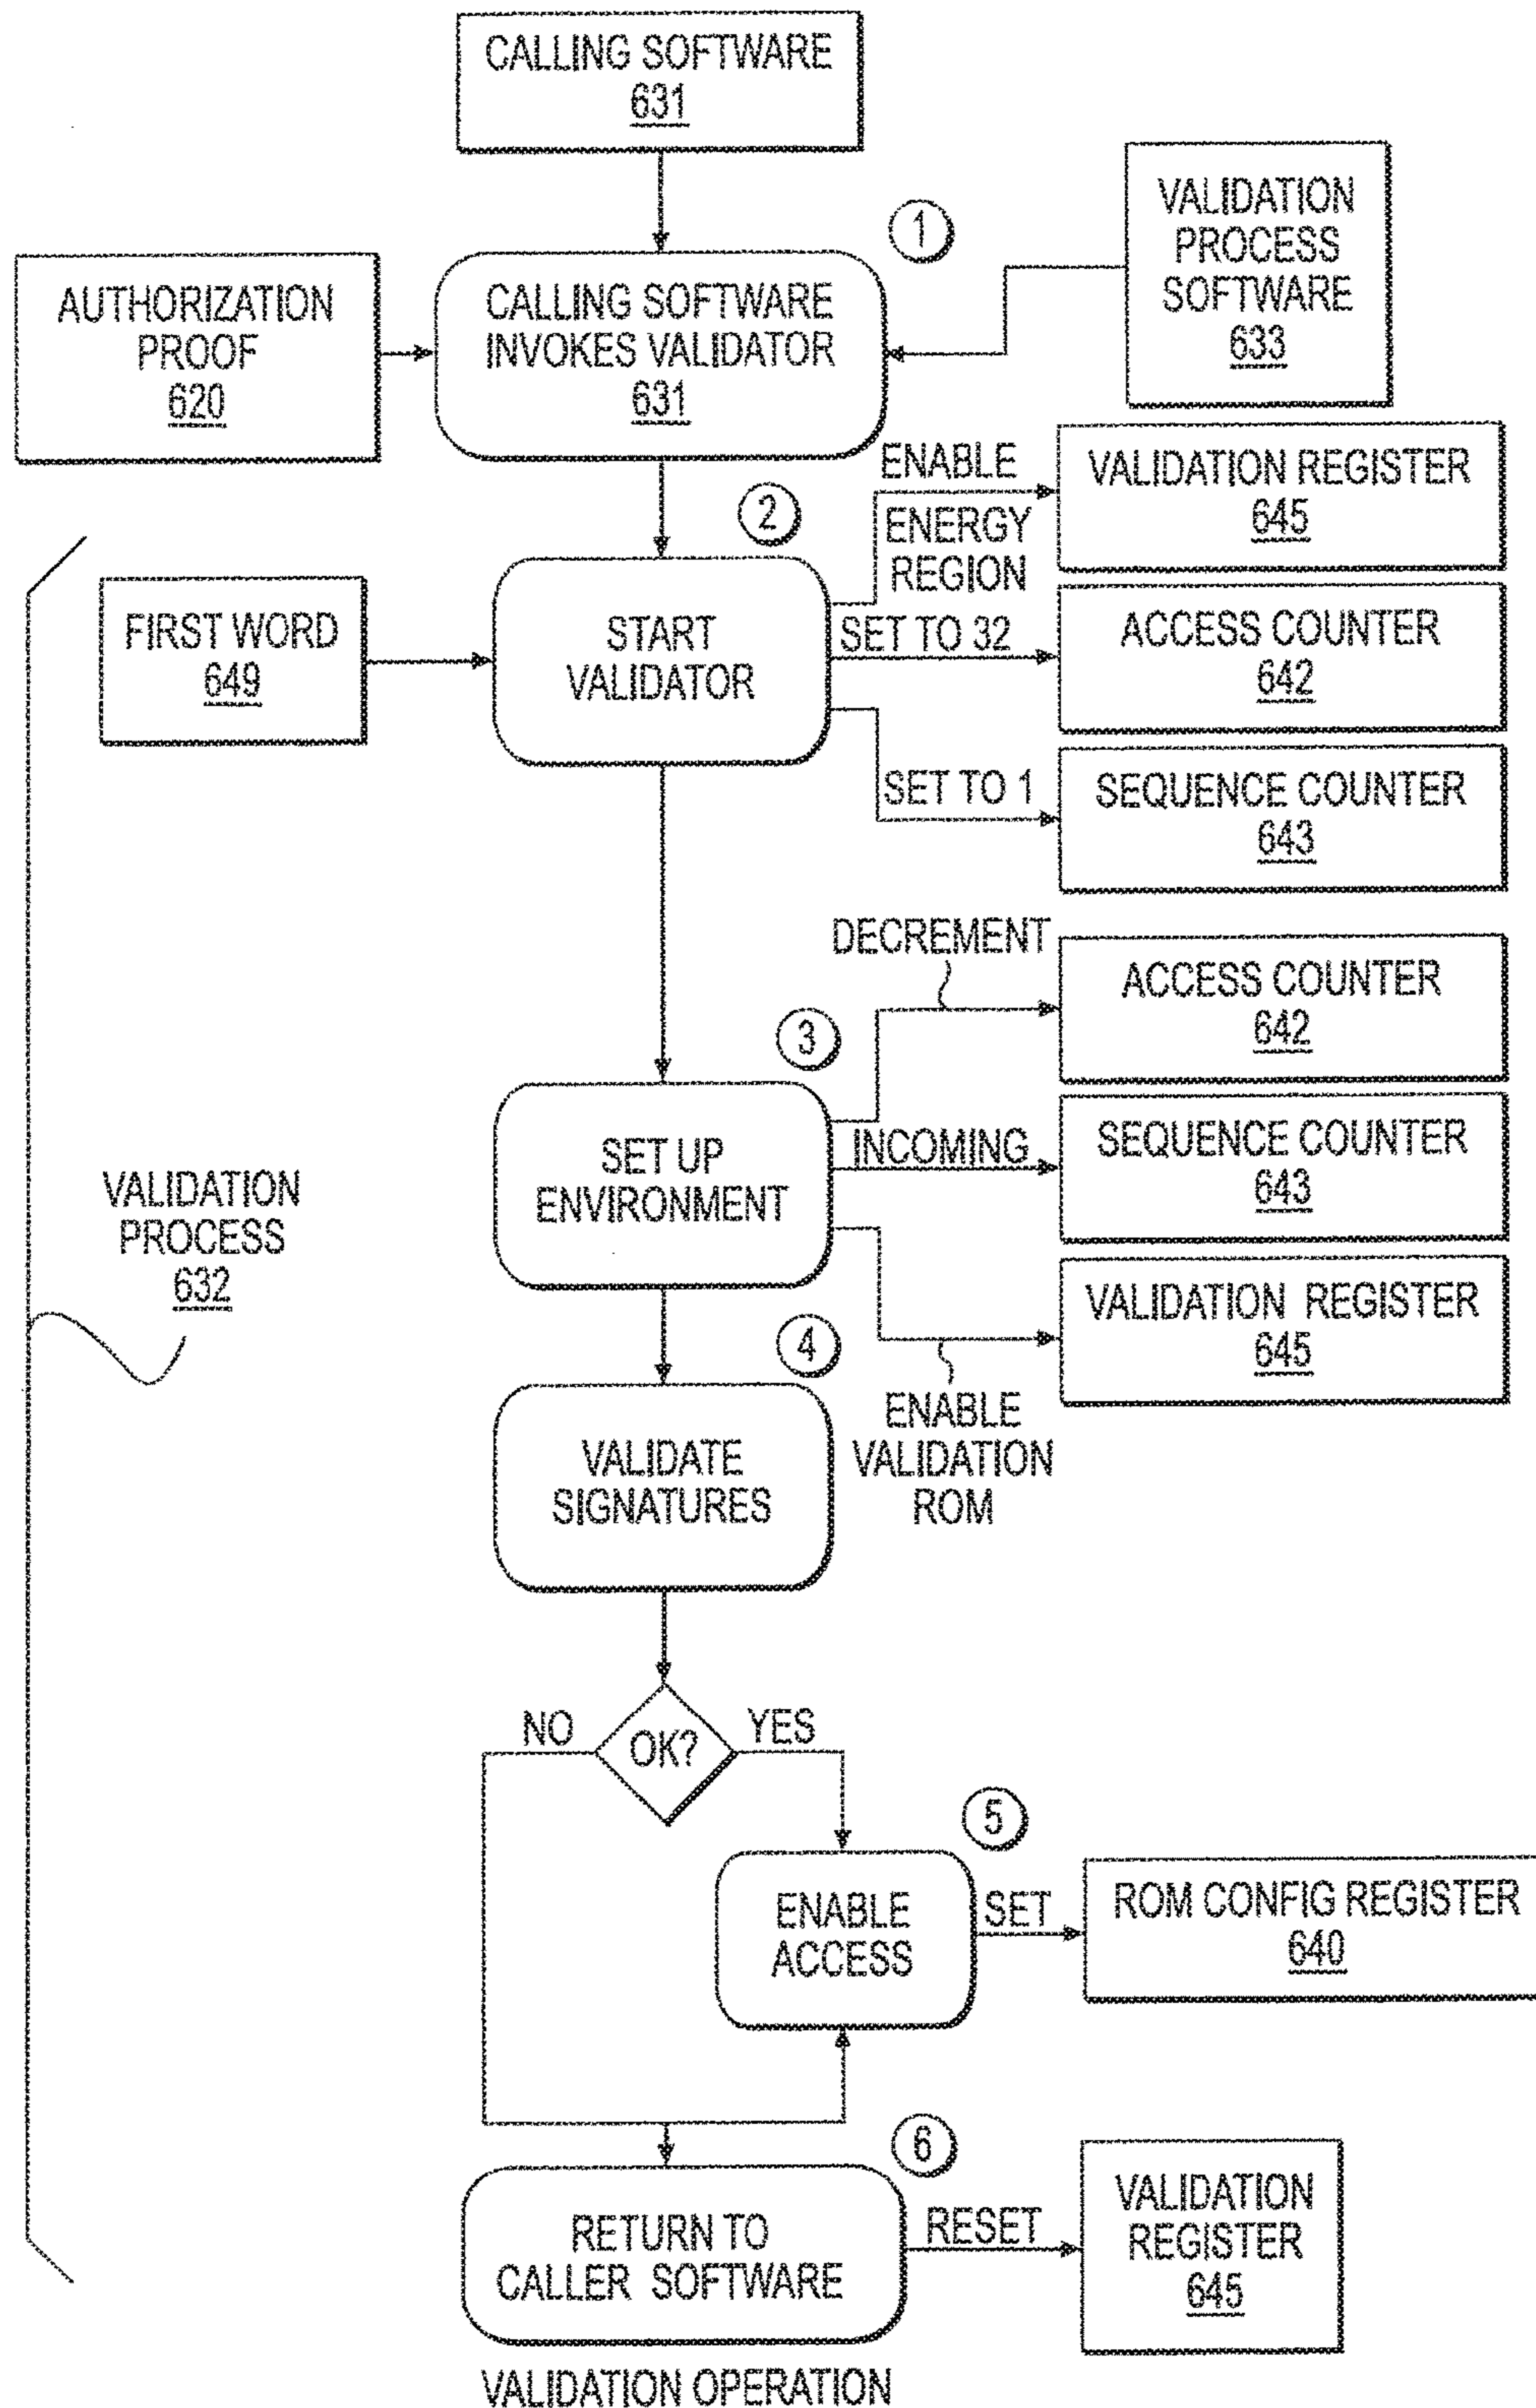 CALLING SOFTWARE
631
1
VALIDATION
PROCESS
SOFTWARE
633
AUTHORIZATION
PROOF
620
CALLING SOFTWARE
INVOKES VALIDATOR
631
2
ENABLE
ENERGY
REGION
VALIDATION REGISTER
645
FIRST WORD
649
START
VALIDATOR
SET TO 32
ACCESS COUNTER
642
SET TO 1
SEQUENCE COUNTER
643
DECREMENT
ACCESS COUNTER
642
3
SET UP
ENVIRONMENT
INCOMING
SEQUENCE COUNTER
643
VALIDATION
PROCESS
632
VALIDATION REGISTER
645
4
ENABLE
VALIDATION
ROM
VALIDATE
SIGNATURES
NO
OK?
YES
5
ENABLE
ACCESS
SET
ROM CONFIG REGISTER
640
6
RETURN TO
CALLER SOFTWARE
RESET
VALIDATION
REGISTER
645
VALIDATION OPERATION